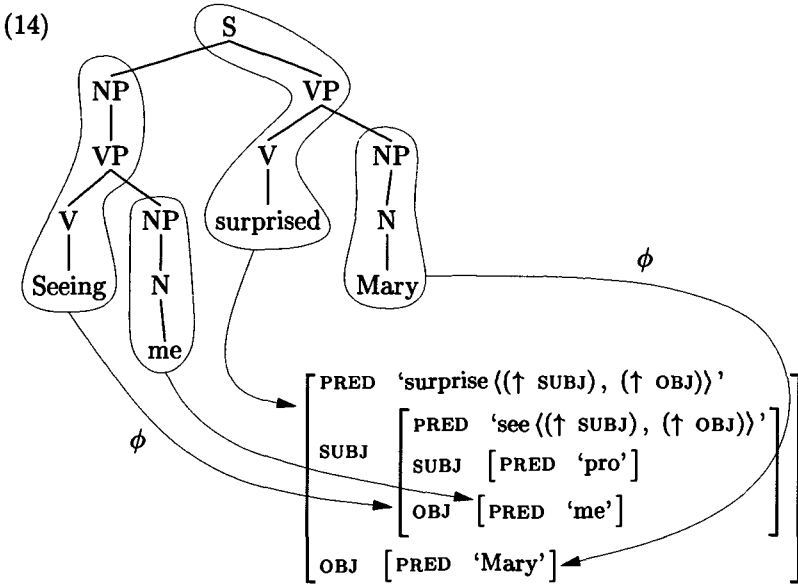 (14)
S
NP VP
VP V NP
V NP surprised N
Seeing N Mary
me
ϕ
ϕ
PRED ‘surprise⟨(↑ SUBJ), (↑ OBJ)⟩’
PRED ‘see⟨(↑ SUBJ), (↑ OBJ)⟩’
SUBJ SUBJ [PRED ‘pro’]
OBJ [PRED ‘me’]
OBJ [PRED ‘Mary’]